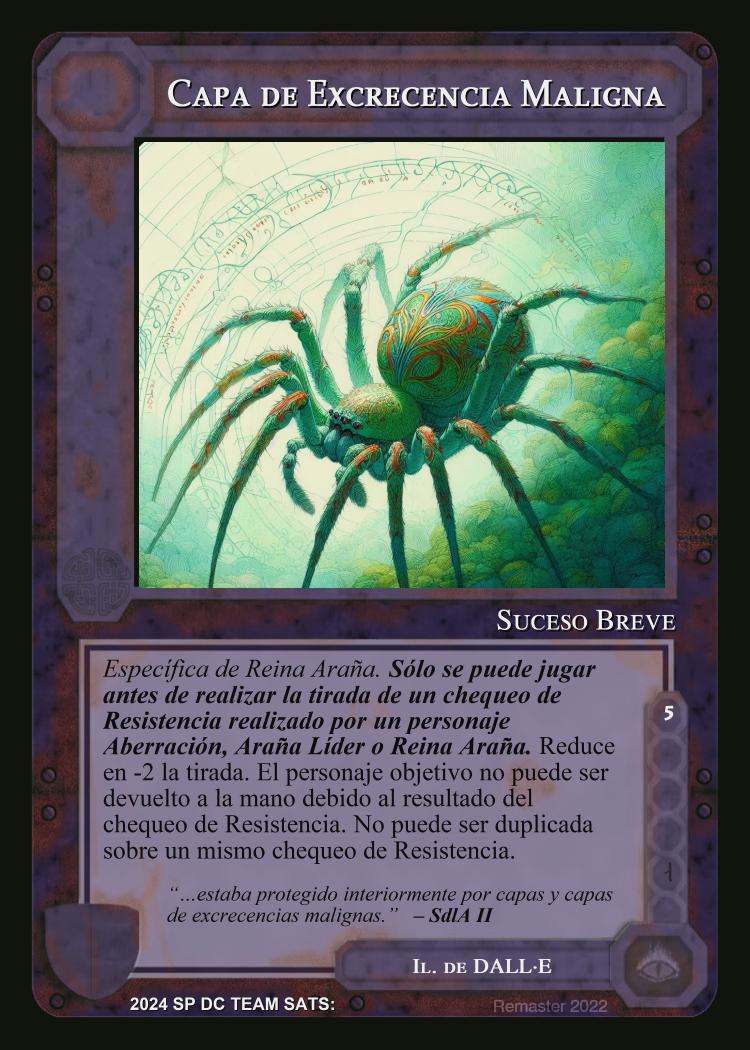 CAPA DE EXCRECENCIA MALIGNA
SUCESO BREVE
Específica de Reina Araña. Sólo se puede jugar
antes de realizar la tirada de un chequeo de
Resistencia realizado por un personaje
Aberración, Araña Líder o Reina Araña. Reduce
en -2 la tirada. El personaje objetivo no puede ser
devuelto a la mano debido al resultado del
chequeo de Resistencia. No puede ser duplicada
sobre un mismo chequeo de Resistencia.
5
“...estaba protegido interiormente por capas y capas
de excrecencias malignas.” – SdlA II
IL. DE DALL·E
2024 SP DC TEAM SATS:
Remaster 2022